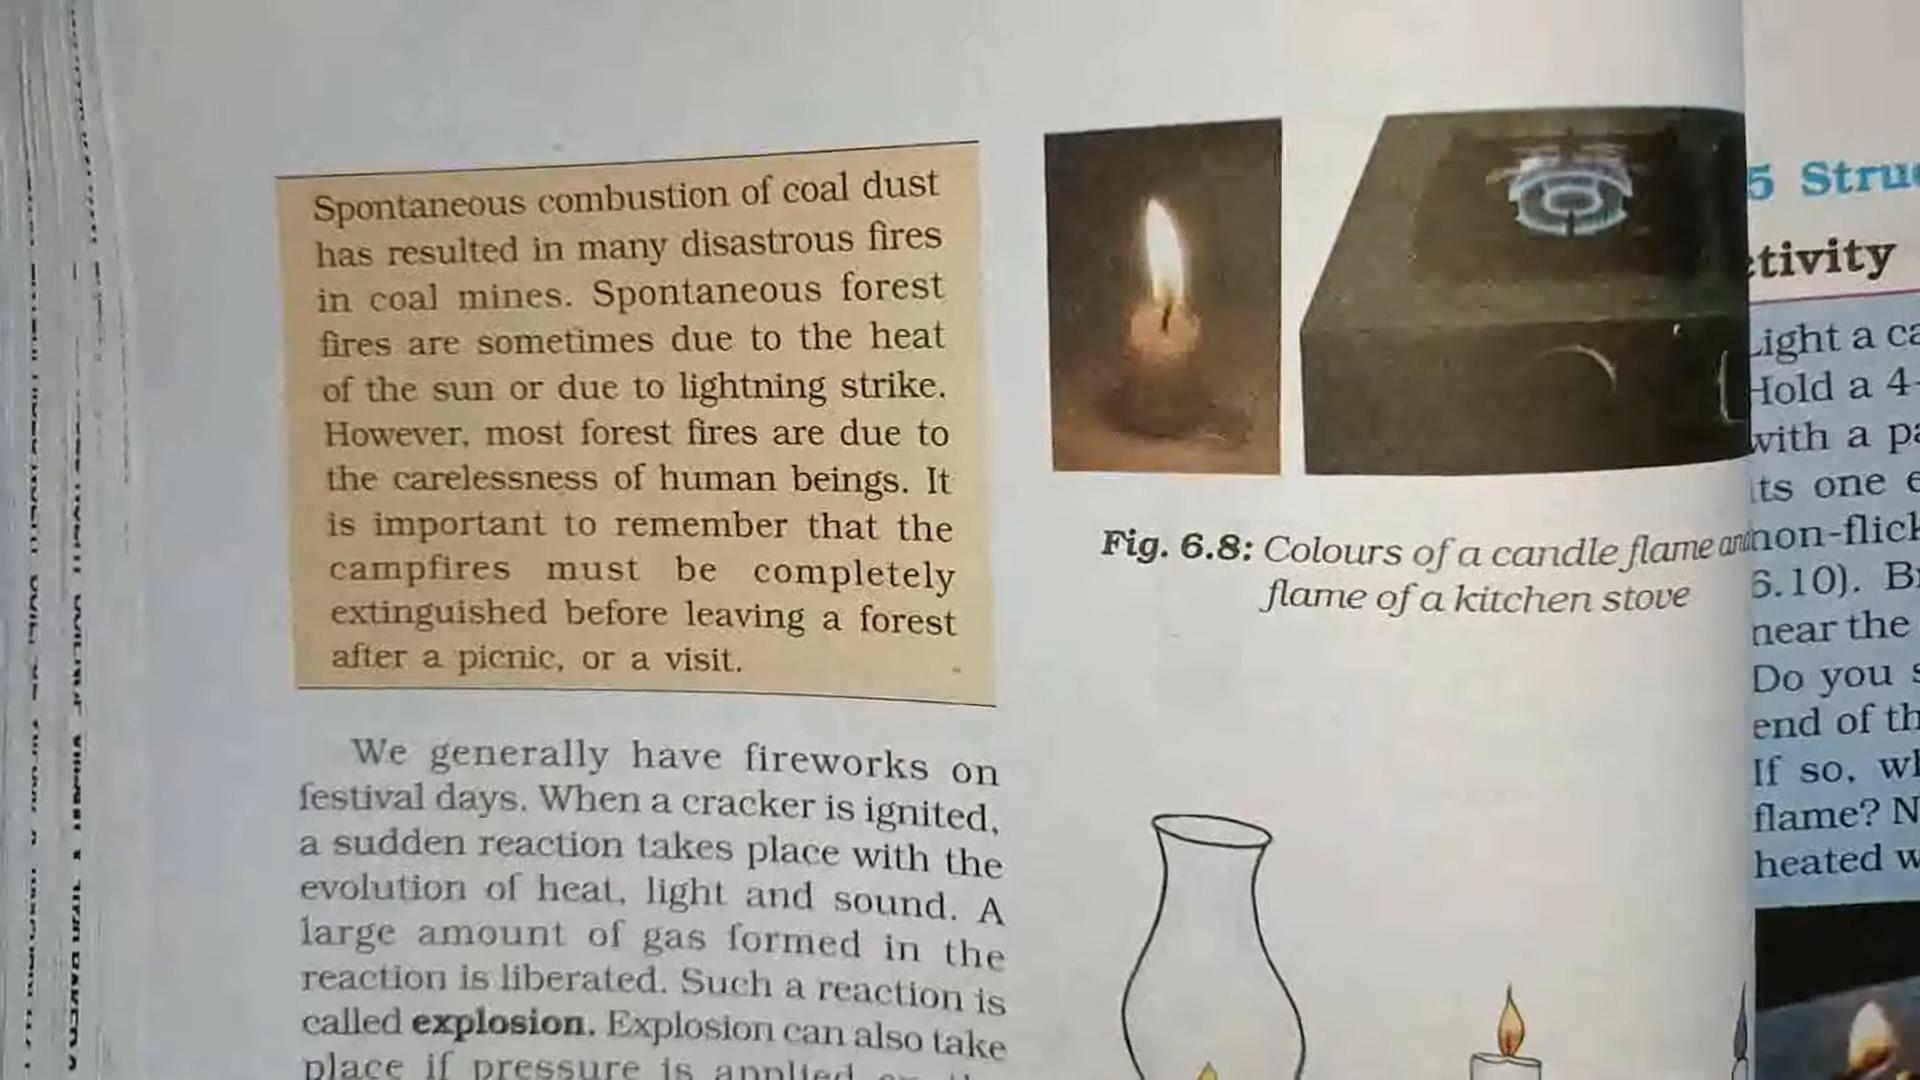 Spontaneous combustion of coal dust
has resulted in many disastrous fires
in coal mines. Spontaneous forest
fires are sometimes due to the heat
of the sun or due to lightning strike.
However, most forest fires are due to
the carelessness of human beings. It
is important to remember that the
campfires must be completely
extinguished before leaving a forest
after a picnic, or a visit.
We generally have fireworks on
festival days. When a cracker is ignited,
a sudden reaction takes place with the
evolution of heat, light and sound. A
large amount of gas formed in the
reaction is liberated. Such a reaction is
called explosion. Explosion can also take
place if pressure is applied
Fig. 6.8: Colours of a candle flame and
flame of a kitchen stove
5 Stru
tivity
Light a ca
Hold a 4-
with a pa
its one e
non-flick
6.10). B
near the
Do you s
end of th
If so, wh
flame? N
heated w